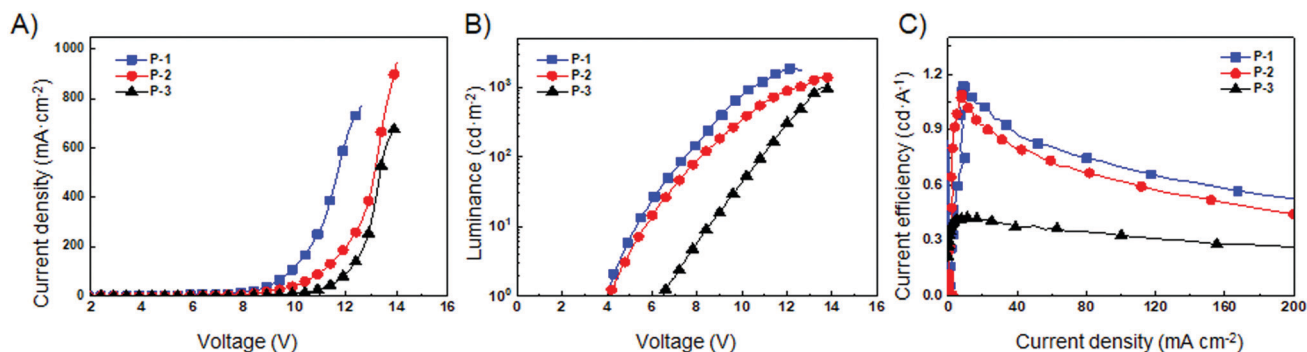 A)
Current density (mA·cm-2)
1000
800
600
400
200
0
P-1
P-2
P-3
2 4 6 8 10 12 14 16
Voltage (V)
B)
Luminance (cd·m-2)
10³
10²
10¹
10⁰
P-1
P-2
P-3
0 2 4 6 8 10 12 14 16
Voltage (V)
C)
Current efficiency (cd·A-1)
1.2
0.9
0.6
0.3
0.0
P-1
P-2
P-3
0 40 80 120 160 200
Current density (mA cm-2)